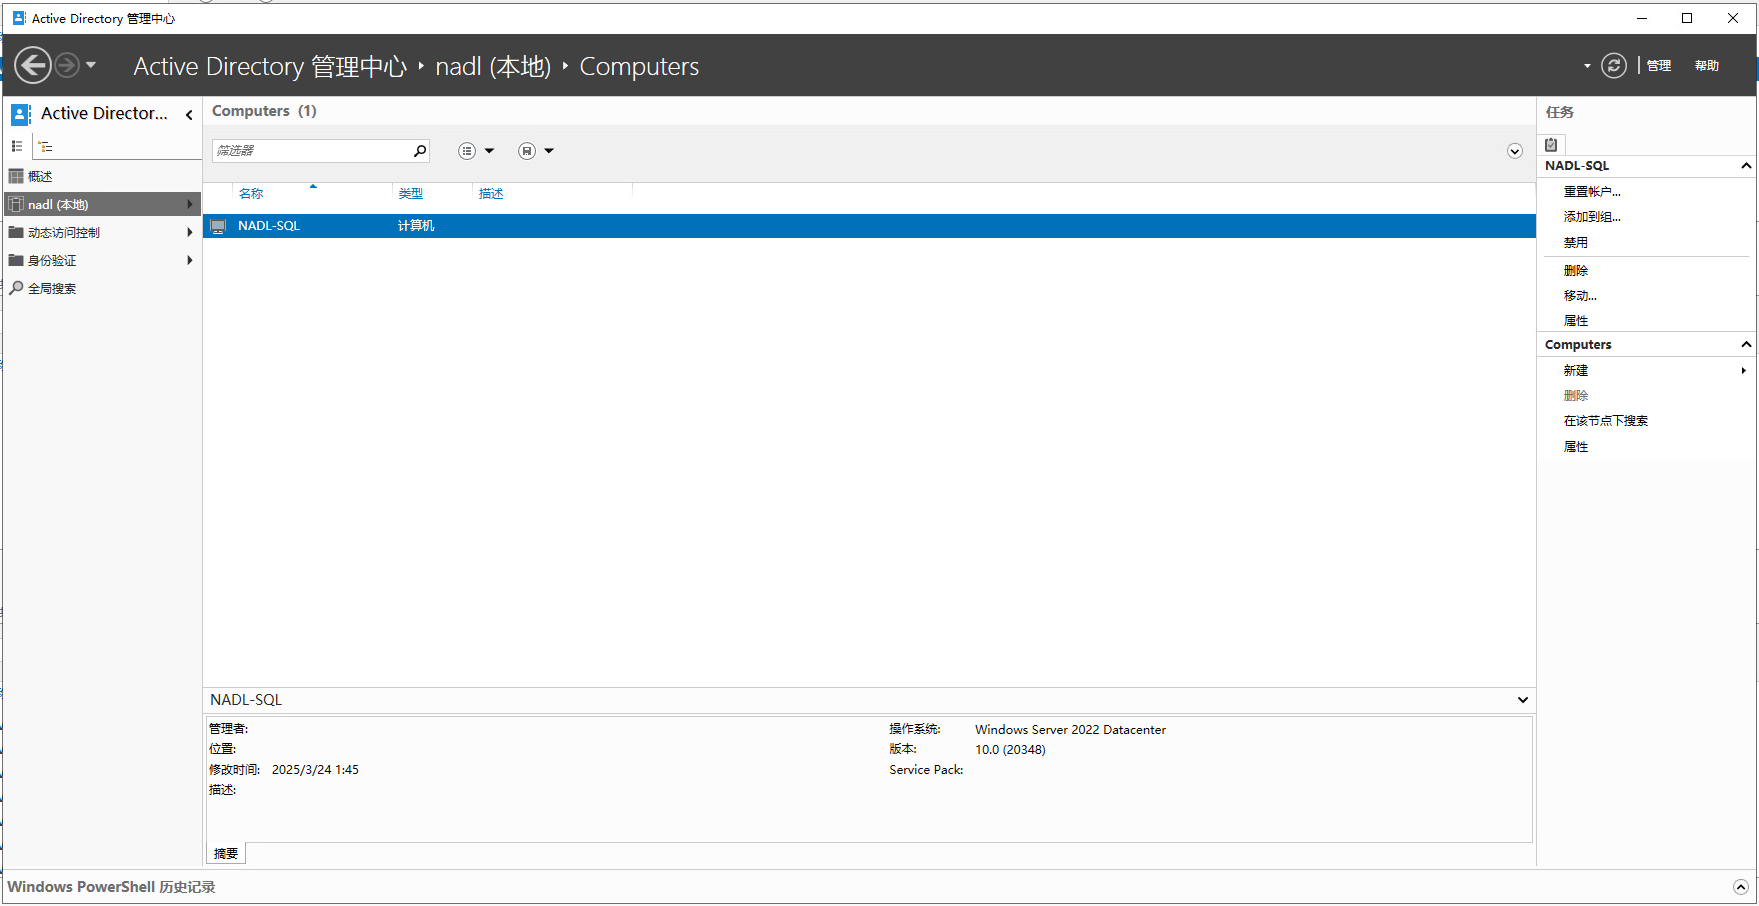 Active Directory 管理中心
Active Directory 管理中心 ‣ nadl (本地) ‣ Computers
管理
帮助
Active Director...
概述
nadl (本地)
动态访问控制
身份验证
全局搜索
Computers (1)
筛选器
名称 类型 描述
NADL-SQL 计算机
NADL-SQL
管理者:
位置:
修改时间: 2025/3/24 1:45
描述:
操作系统: Windows Server 2022 Datacenter
版本: 10.0 (20348)
Service Pack:
摘要
任务
NADL-SQL
重置帐户...
添加到组...
禁用
删除
移动...
属性
Computers
新建
删除
在该节点下搜索
属性
Windows PowerShell 历史记录